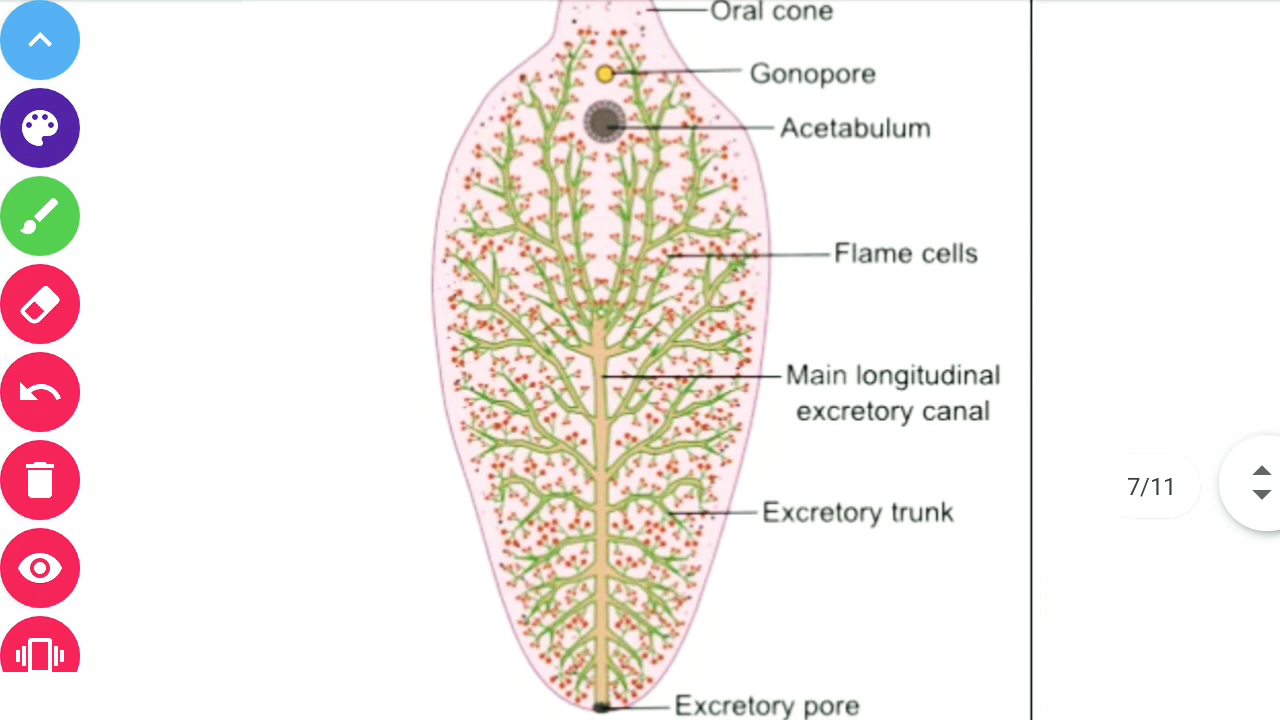 Oral cone
Gonopore
Acetabulum
Flame cells
Main longitudinal
excretory canal
7/11
Excretory trunk
Excretory pore